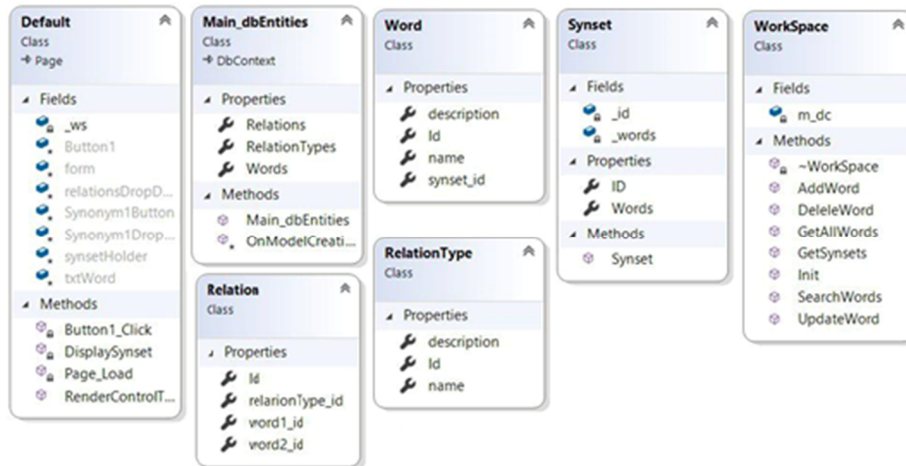 Default
Class
Page
Fields
_ws
Button1
form
relationsDropD...
Synonym1Button
Synonym1Drop...
synsetHolder
txtWord
Methods
Button1_Click
DisplaySynset
Page_Load
RenderControlT...
Main_dbEntities
Class
DbContext
Properties
Relations
RelationTypes
Words
Methods
Main_dbEntities
OnModelCreati...
Relation
Class
Properties
Id
relarionType_id
word1_id
word2_id
Word
Class
Properties
description
Id
name
synset_id
RelationType
Class
Properties
description
Id
name
Synset
Class
Fields
_id
_words
Properties
ID
Words
Methods
Synset
WorkSpace
Class
Fields
m_dc
Methods
~WorkSpace
AddWord
DeleleWord
GetAllWords
GetSynsets
Init
SearchWords
UpdateWord